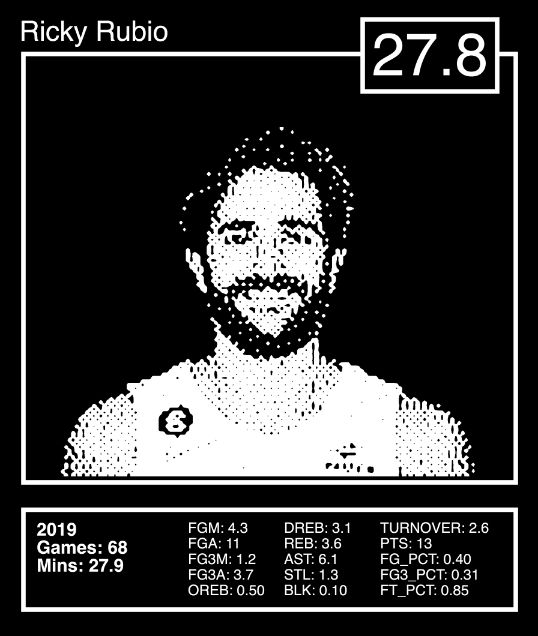 Ricky Rubio
27.8
2019
Games: 68
Mins: 27.9
FGM: 4.3
FGA: 11
FG3M: 1.2
FG3A: 3.7
OREB: 0.50
DREB: 3.1
REB: 3.6
AST: 6.1
STL: 1.3
BLK: 0.10
TURNOVER: 2.6
PTS: 13
FG_PCT: 0.40
FG3_PCT: 0.31
FT_PCT: 0.85